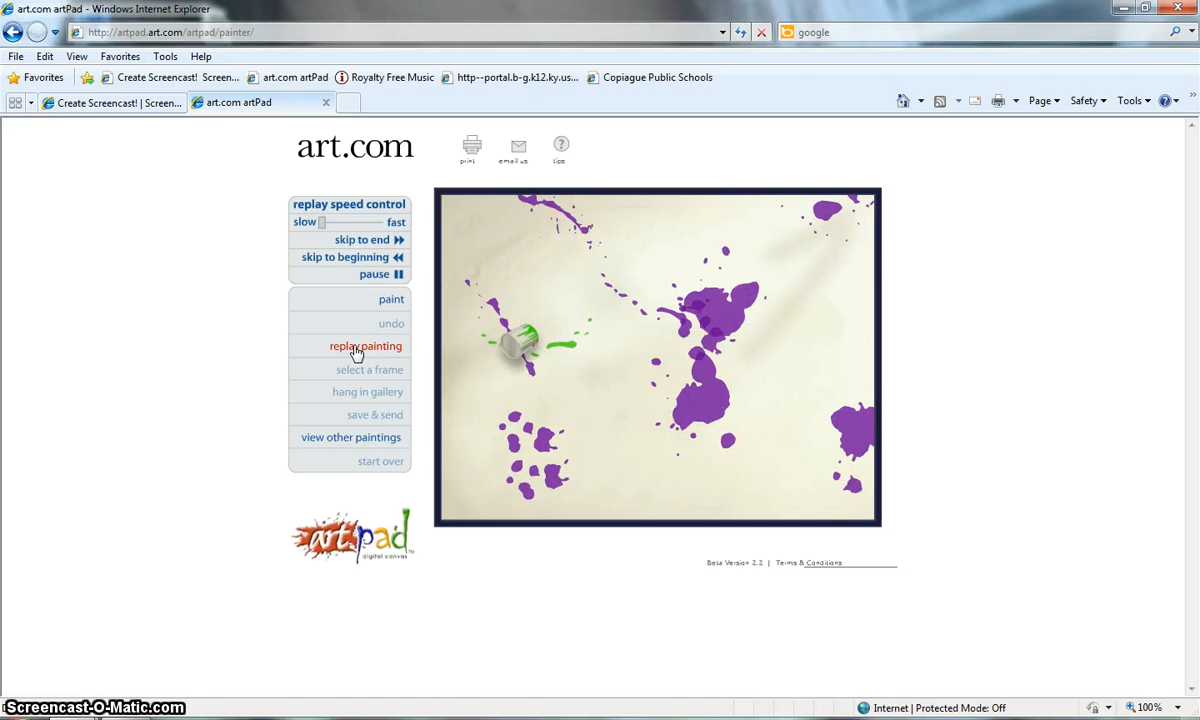 art.com artPad - Windows Internet Explorer
http://artpad.art.com/artpad/painter/
google
File Edit View Favorites Tools Help
Favorites Create Screencast! Screen... art.com artPad Royalty Free Music http--portal.b-g.k12.ky.us... Copiague Public Schools
Create Screencast! | Screen... art.com artPad x Page Safety Tools
art.com
print email us tips
replay speed control
slow fast
skip to end
skip to beginning
pause
paint
undo
replay painting
select a frame
hang in gallery
save & send
view other paintings
start over
artpad
digital canvas
Beta Version 2.2 | Terms & Conditions
Screencast-O-Matic.com
Internet | Protected Mode: Off
100%